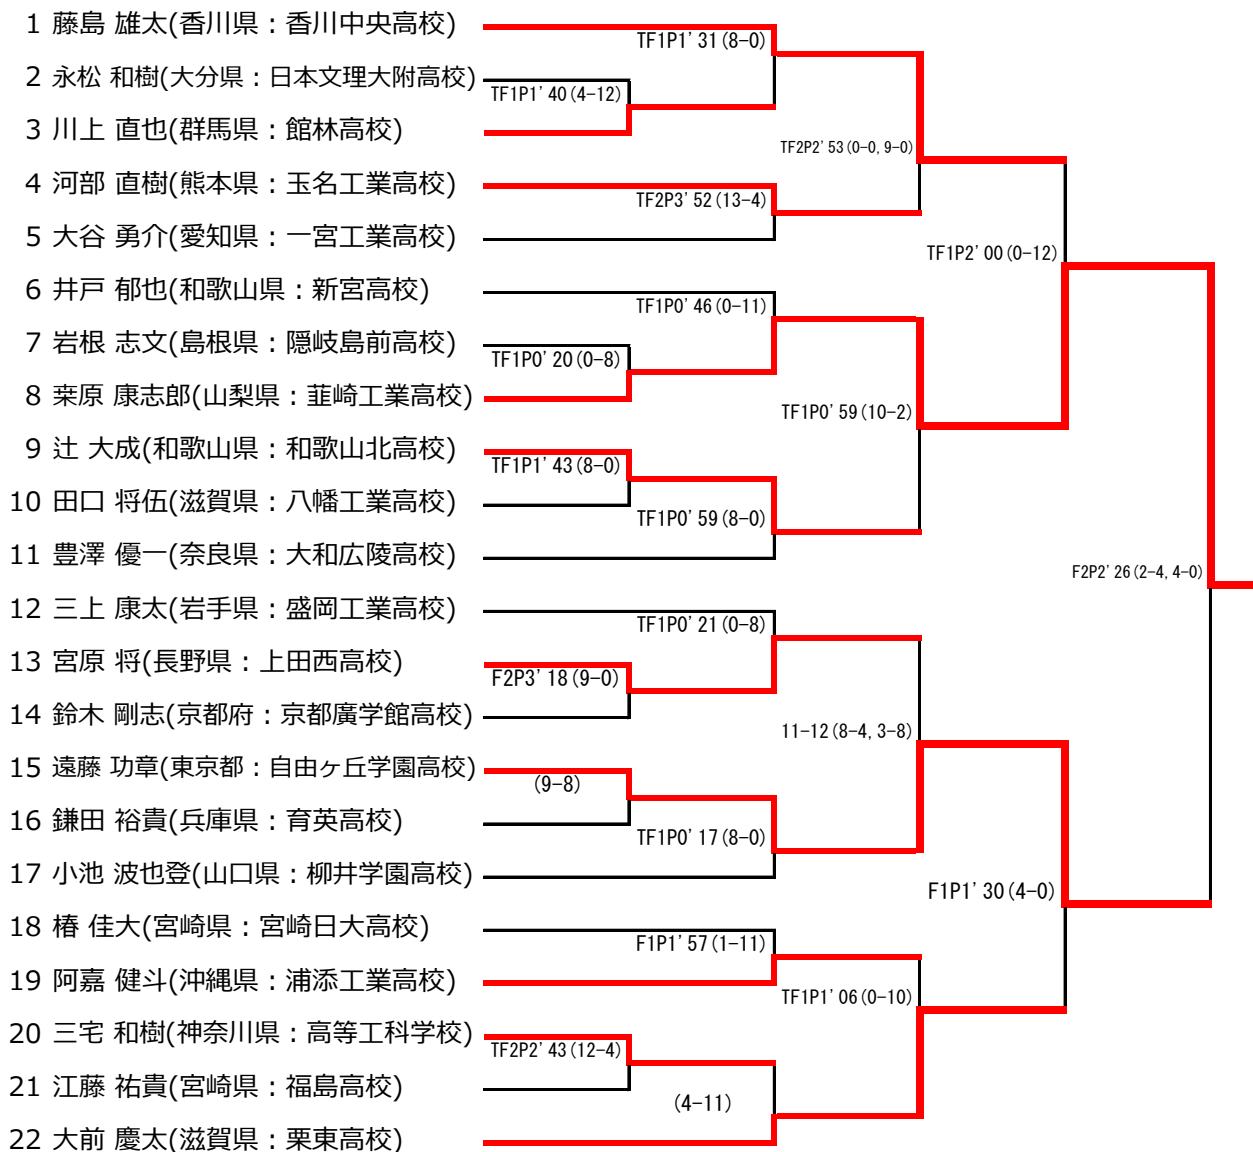 1 藤島 雄太(香川県：香川中央高校)
2 永松 和樹(大分県：日本文理大附高校)
3 川上 直也(群馬県：館林高校)
4 河部 直樹(熊本県：玉名工業高校)
5 大谷 勇介(愛知県：一宮工業高校)
6 井戸 郁也(和歌山県：新宮高校)
7 岩根 志文(島根県：隠岐島前高校)
8 栗原 康志郎(山梨県：韮崎工業高校)
9 辻 大成(和歌山県：和歌山北高校)
10 田口 将伍(滋賀県：八幡工業高校)
11 豊澤 優一(奈良県：大和広陵高校)
12 三上 康太(岩手県：盛岡工業高校)
13 宮原 将(長野県：上田西高校)
14 鈴木 剛志(京都府：京都廣学館高校)
15 遠藤 功章(東京都：自由ヶ丘学園高校)
16 鎌田 裕貴(兵庫県：育英高校)
17 小池 波也登(山口県：柳井学園高校)
18 椿 佳大(宮崎県：宮崎日大高校)
19 阿嘉 健斗(沖縄県：浦添工業高校)
20 三宅 和樹(神奈川県：高等工科学校)
21 江藤 祐貴(宮崎県：福島高校)
22 大前 慶太(滋賀県：栗東高校)
TF1P1'40(4-12)
TF1P0'20(0-8)
TF1P1'43(8-0)
F2P3'18(9-0)
(9-8)
TF2P2'43(12-4)
TF1P1'31(8-0)
TF2P3'52(13-4)
TF1P0'46(0-11)
TF1P0'59(8-0)
TF1P0'21(0-8)
TF1P0'17(8-0)
F1P1'57(1-11)
(4-11)
TF2P2'53(0-0,9-0)
TF1P0'59(10-2)
11-12(8-4,3-8)
TF1P1'06(0-10)
TF1P2'00(0-12)
F1P1'30(4-0)
F2P2'26(2-4,4-0)